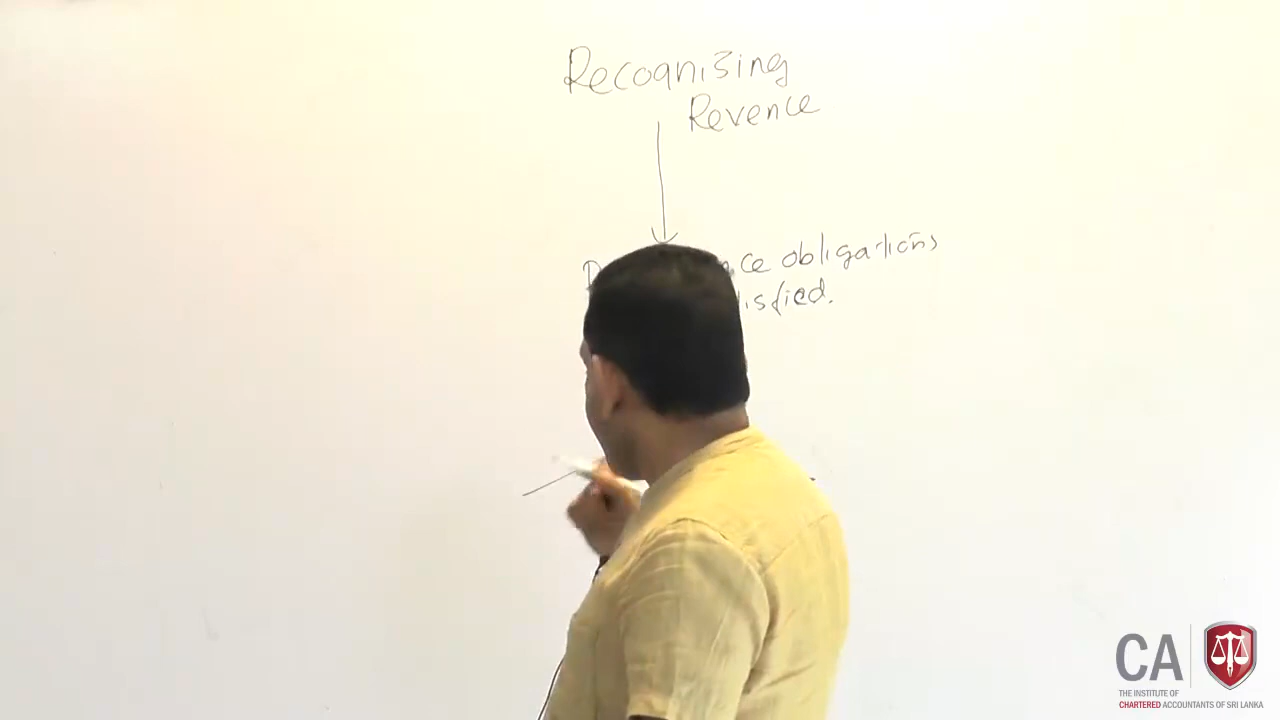 Recognising
Revence
ce obligations
isfied.
CA
THE INSTITUTE OF
CHARTERED ACCOUNTANTS OF SRI LANKA